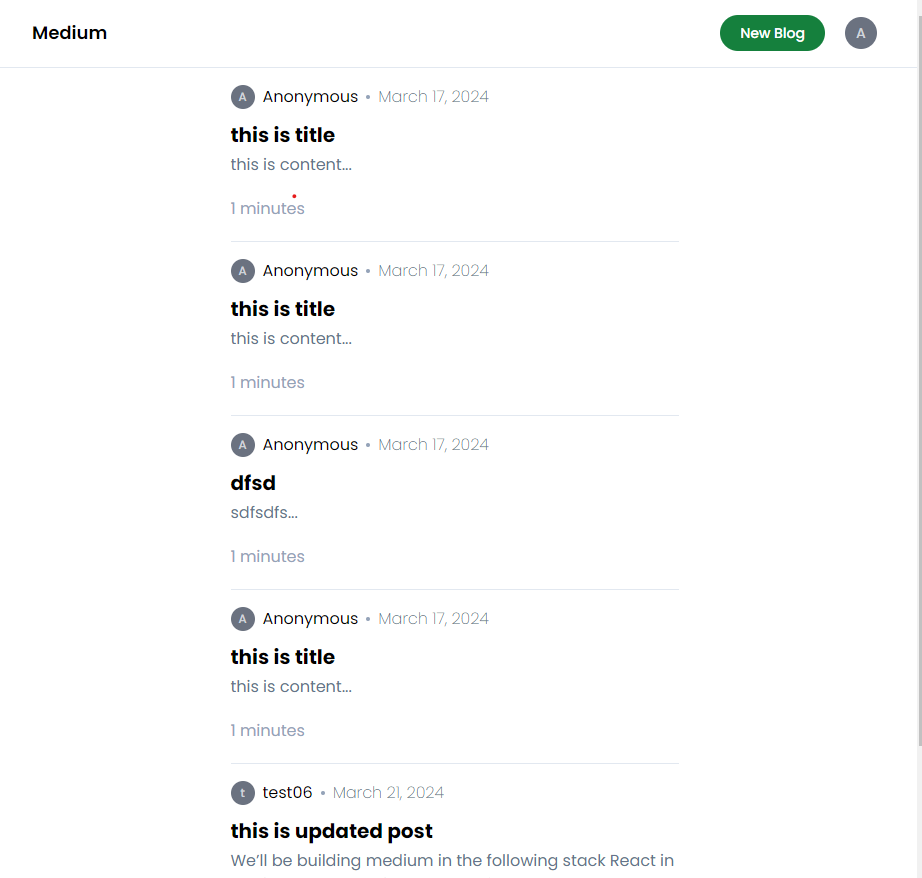 Medium
New Blog
A
A Anonymous • March 17, 2024
this is title
this is content...
1 minutes
A Anonymous • March 17, 2024
this is title
this is content...
1 minutes
A Anonymous • March 17, 2024
dfsd
sdfsdfs...
1 minutes
A Anonymous • March 17, 2024
this is title
this is content...
1 minutes
t test06 • March 21, 2024
this is updated post
We'll be building medium in the following stack React in